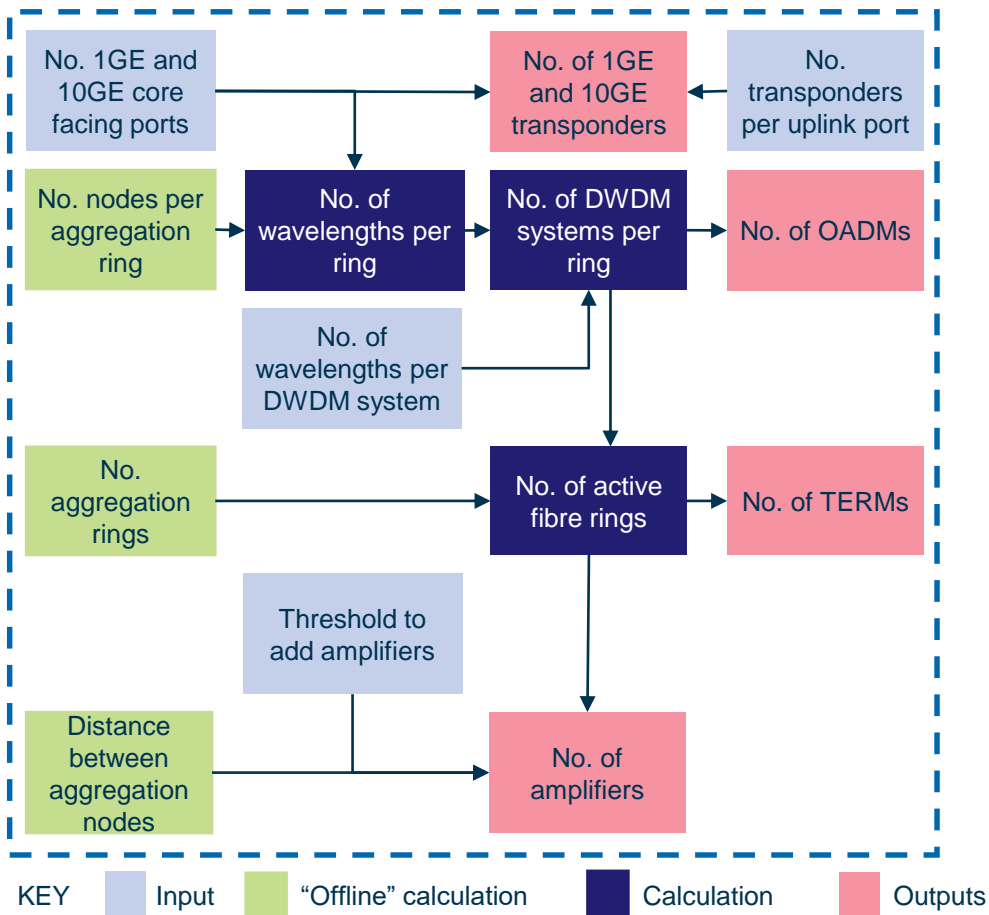 No. 1GE and
10GE core
facing ports
No. of 1GE
and 10GE
transponders
No.
transponders
per uplink port
No. nodes per
aggregation
ring
No. of
wavelengths per
ring
No. of DWDM
systems per
ring
No. of OADMs
No. of
wavelengths per
DWDM system
No.
aggregation
rings
No. of active
fibre rings
No. of TERMs
Threshold to
add amplifiers
Distance
between
aggregation
nodes
No. of
amplifiers
KEY
Input
“Offline” calculation
Calculation
Outputs